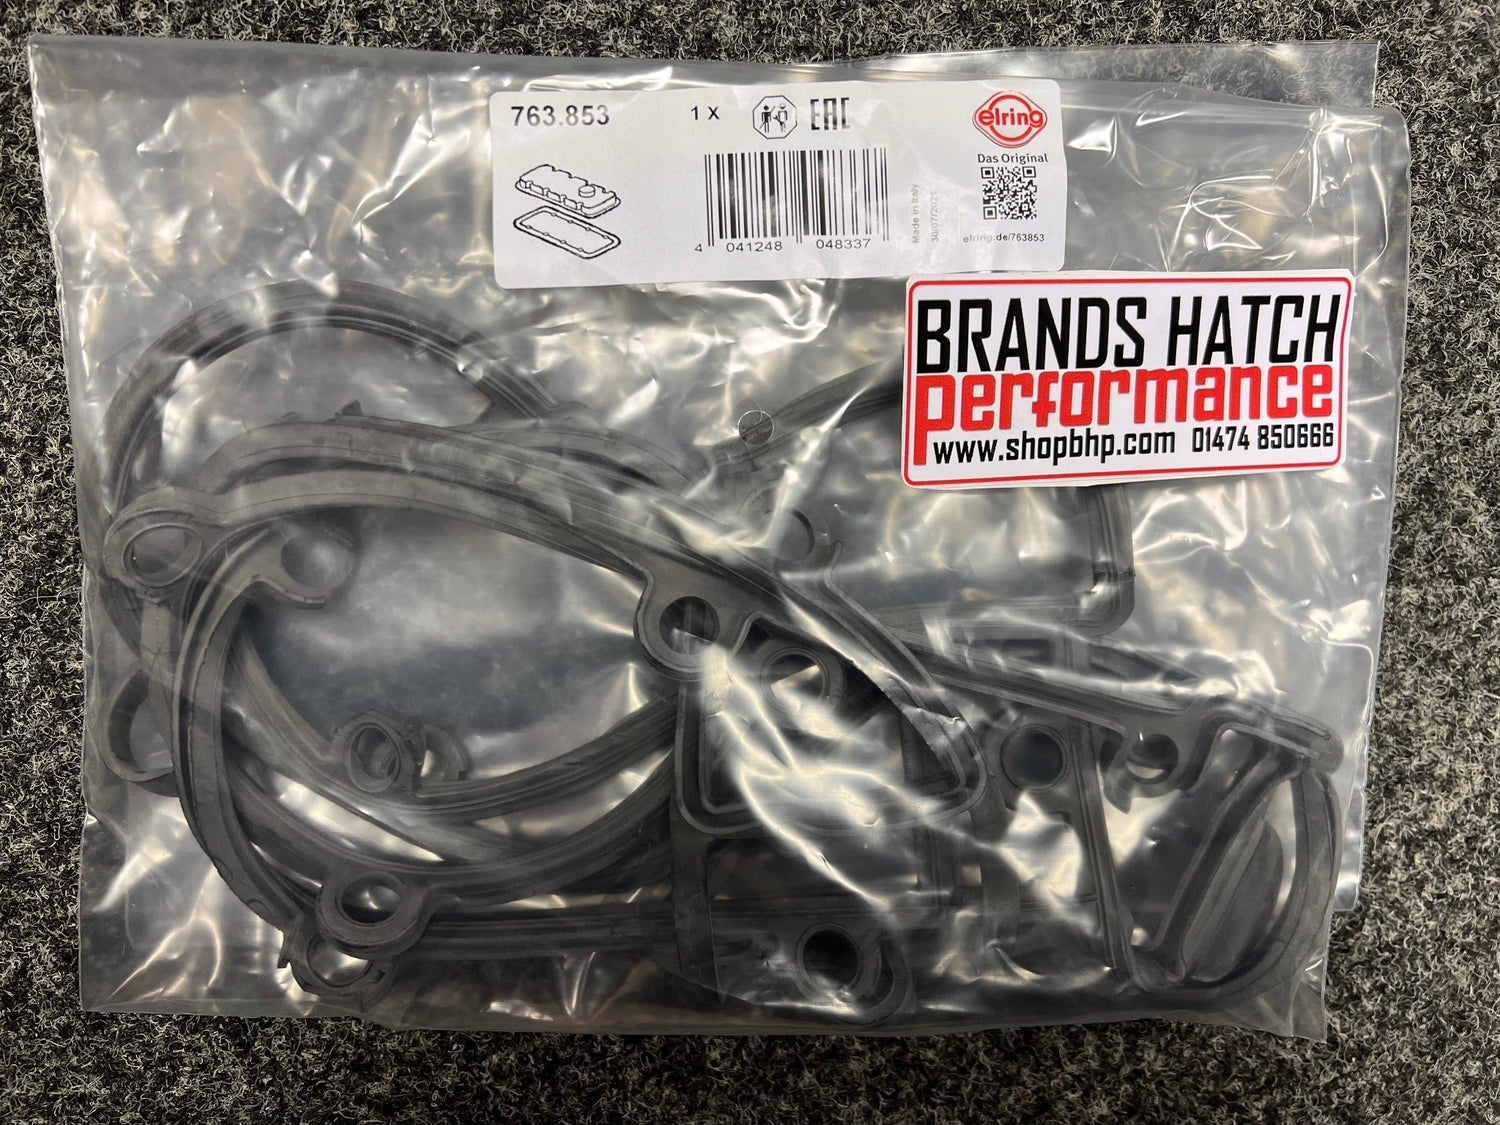 763.853
1 X
EAC
elring
Das Original
4 041248 048337
Made in Italy
30/07/2021
elring.de/763853
BRANDS HATCH
performance
www.shopbhp.com 01474 850666